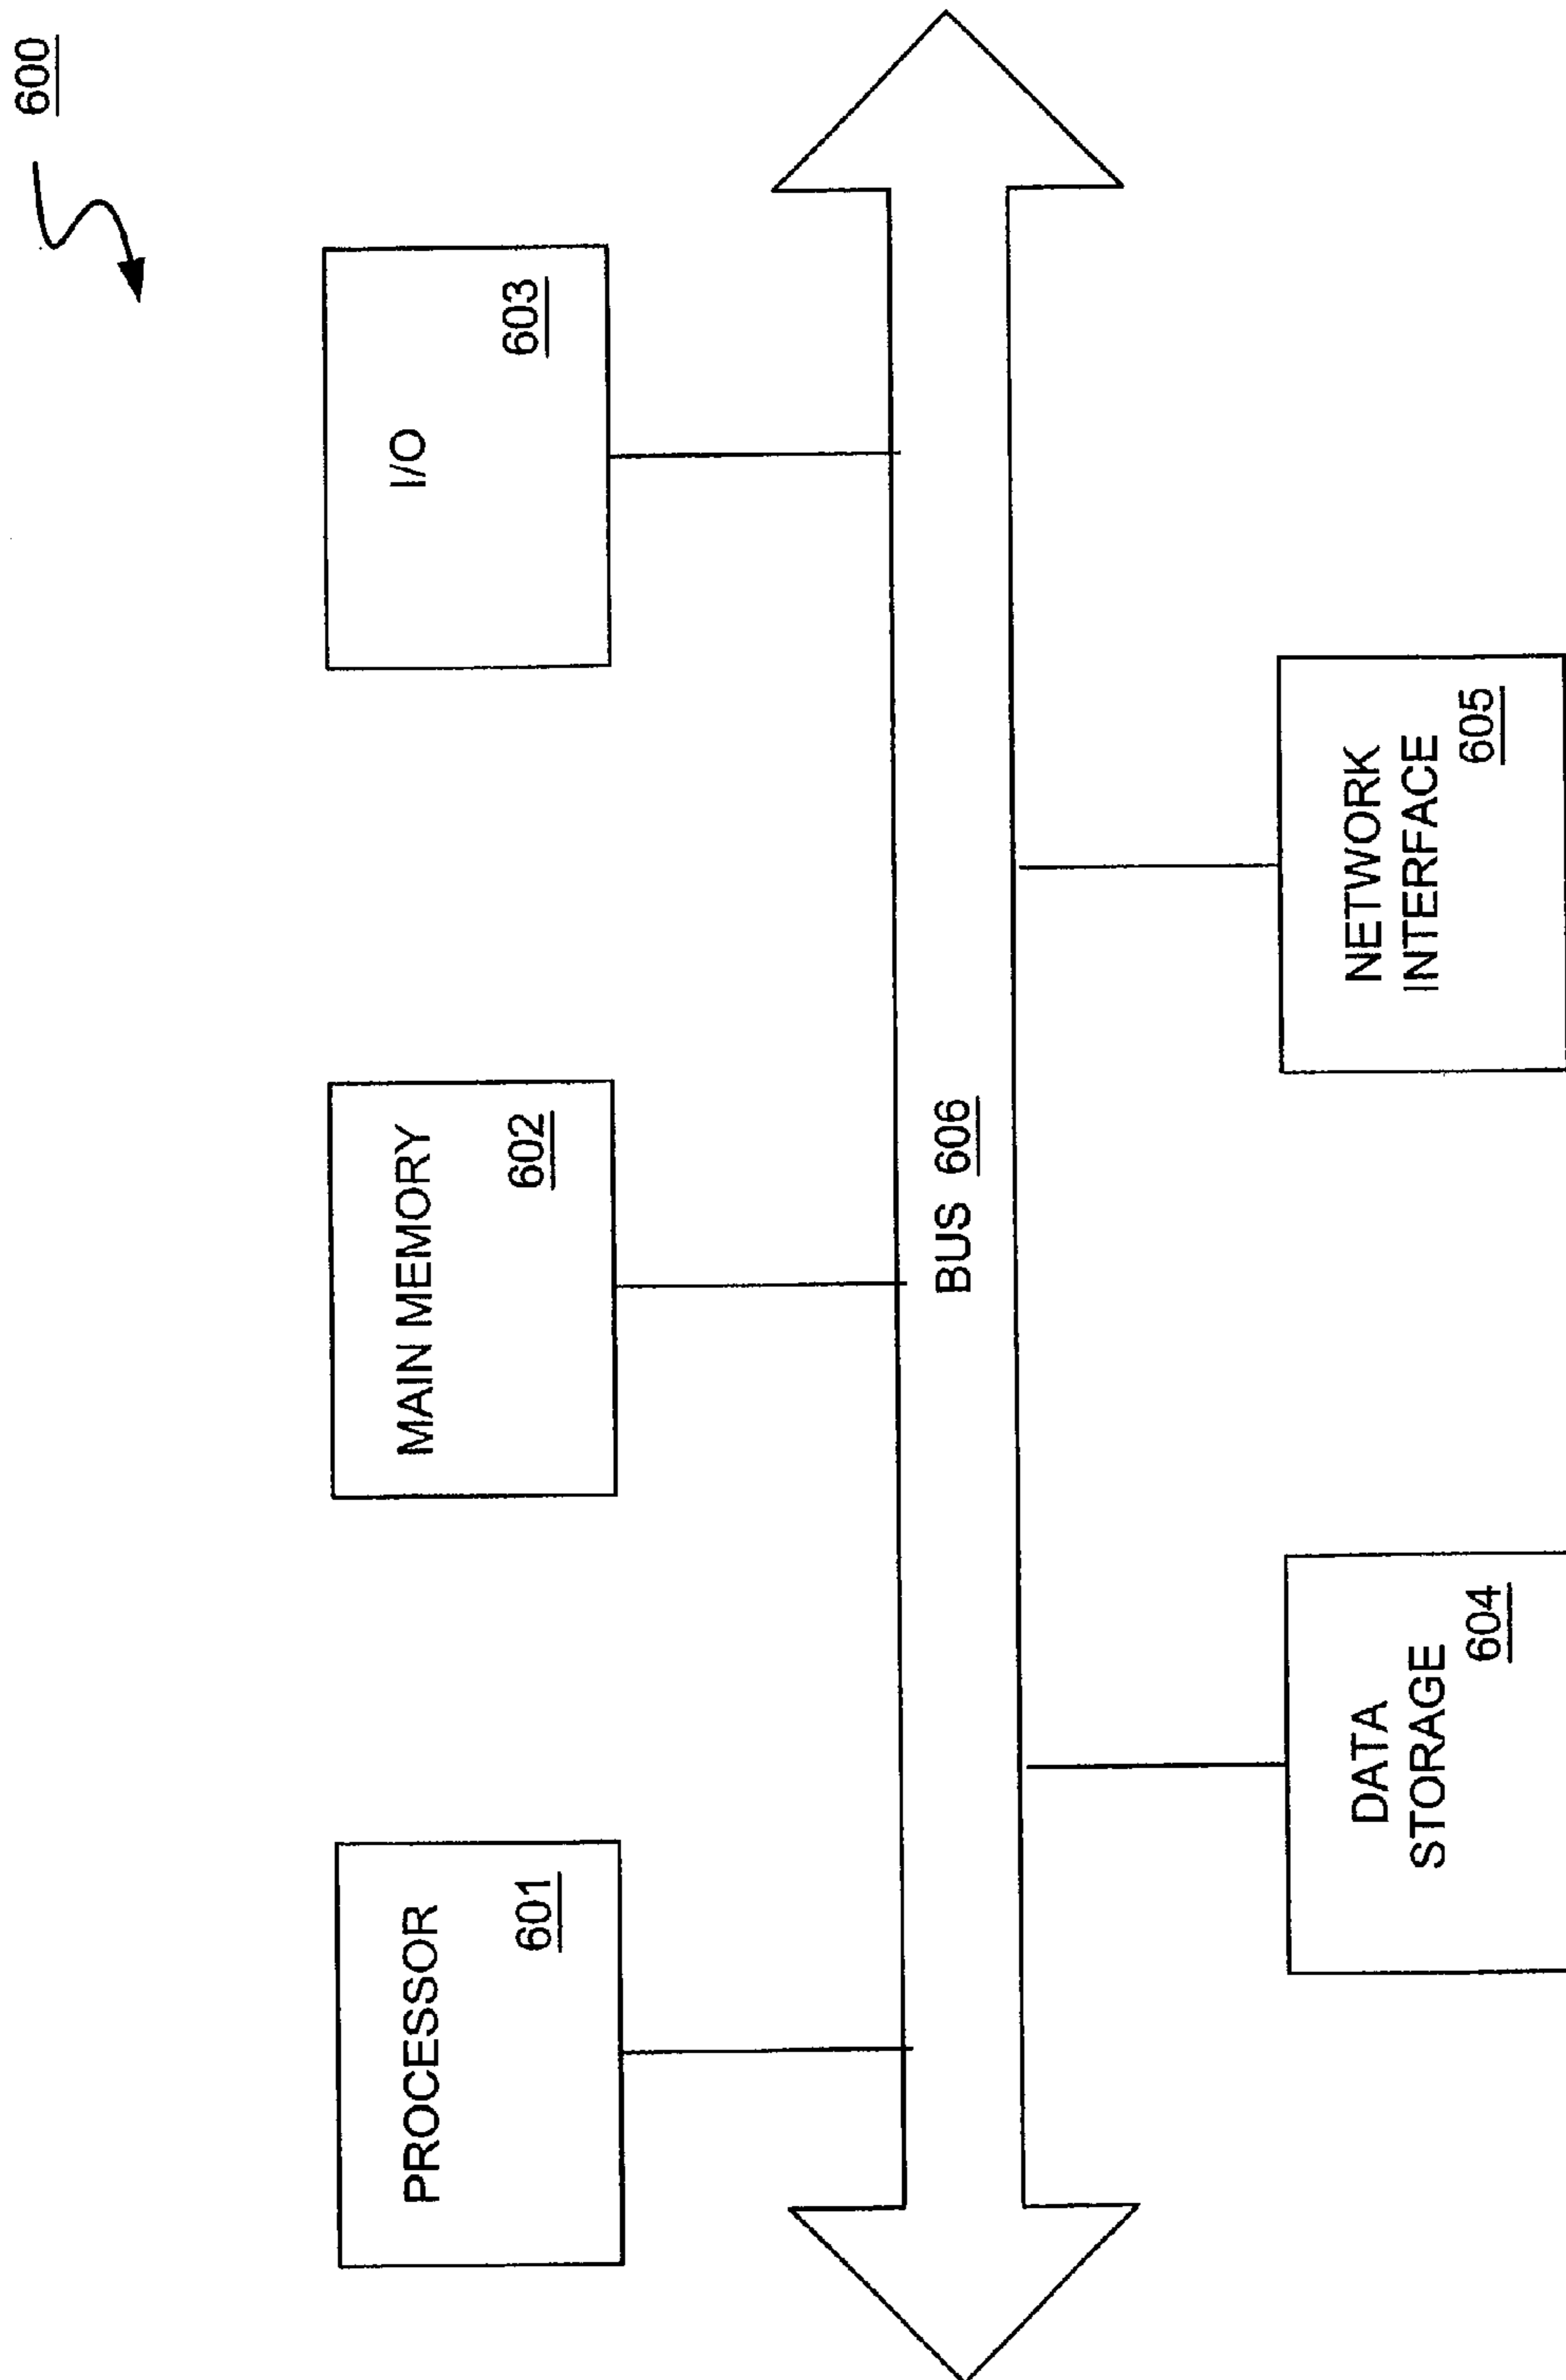 600
PROCESSOR
601
MAIN MEMORY
602
I/O
603
BUS 606
DATA
STORAGE
604
NETWORK
INTERFACE
605